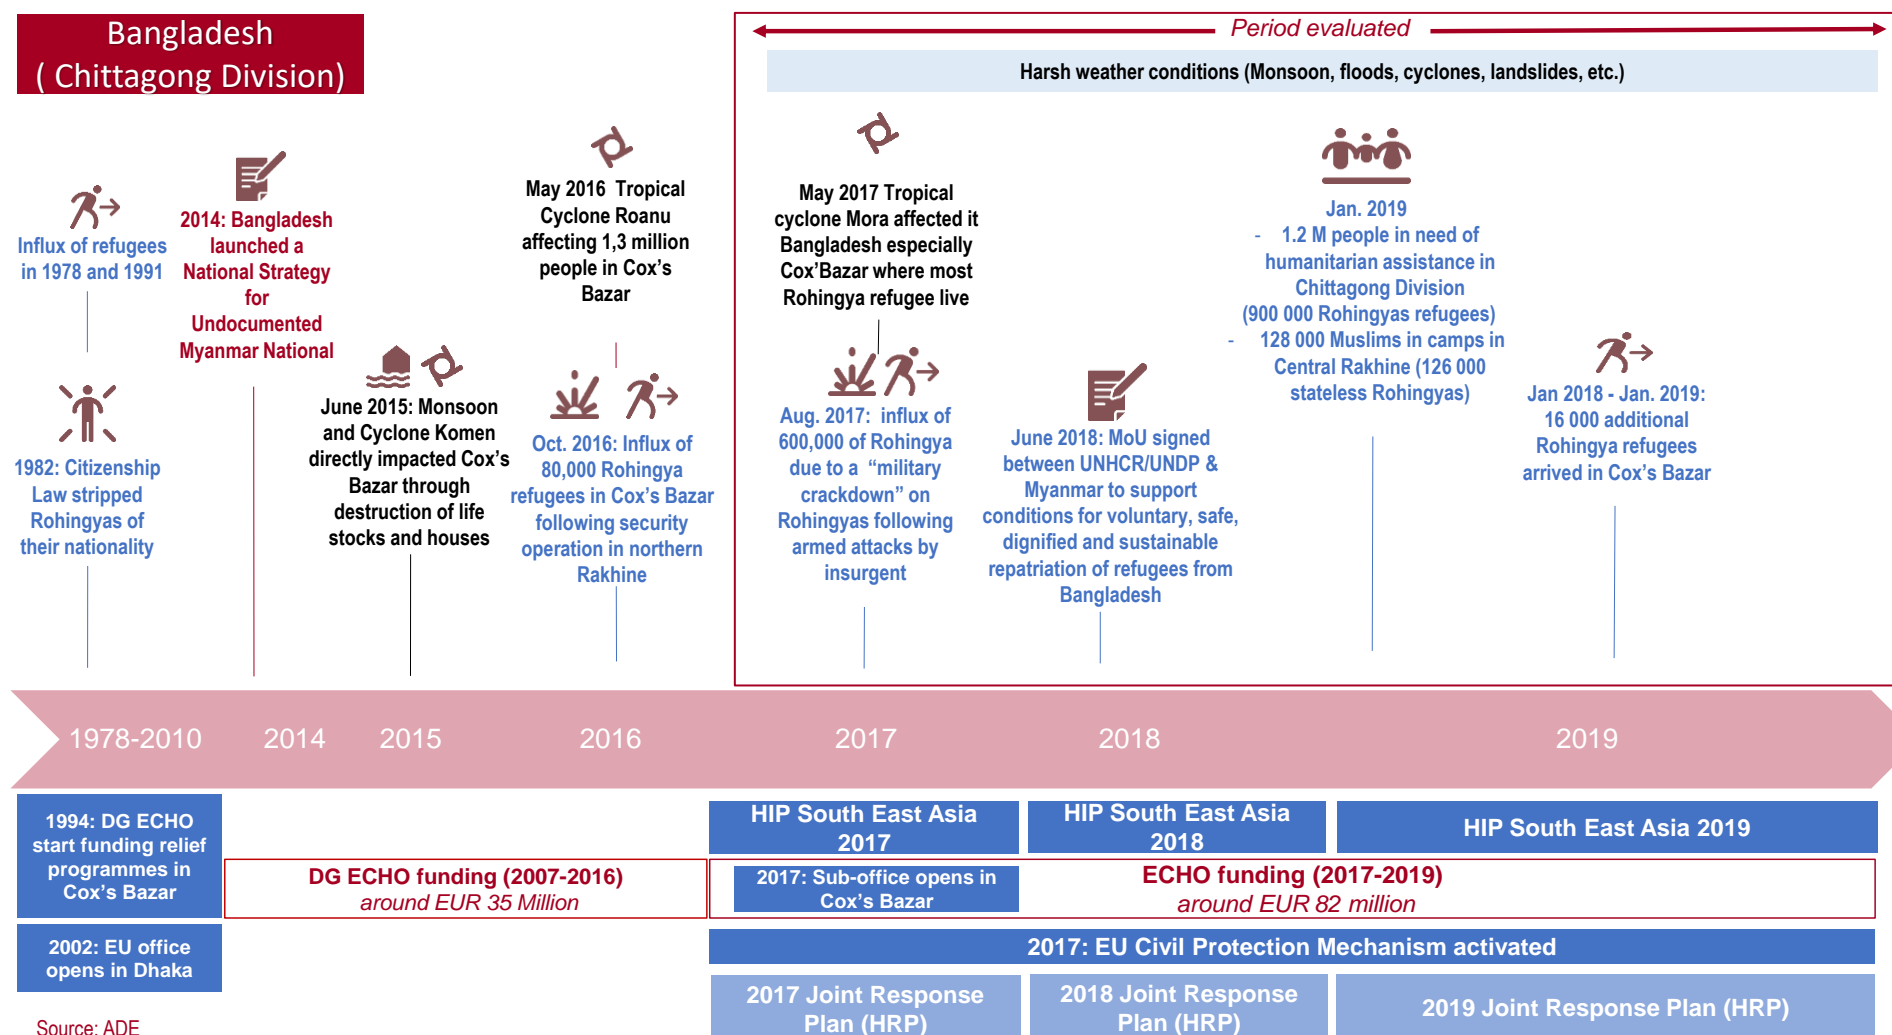 Bangladesh
( Chittagong Division)
Period evaluated
Harsh weather conditions (Monsoon, floods, cyclones, landslides, etc.)
Influx of refugees
in 1978 and 1991
1982: Citizenship
Law stripped
Rohingyas of
their nationality
2014: Bangladesh
launched a
National Strategy
for
Undocumented
Myanmar National
June 2015: Monsoon
and Cyclone Komen
directly impacted Cox's
Bazar through
destruction of life
stocks and houses
May 2016 Tropical
Cyclone Roanu
affecting 1,3 million
people in Cox's
Bazar
Oct. 2016: Influx of
80,000 Rohingya
refugees in Cox's Bazar
following security
operation in northern
Rakhine
May 2017 Tropical
cyclone Mora affected it
Bangladesh especially
Cox'Bazar where most
Rohingya refugee live
Aug. 2017: influx of
600,000 of Rohingya
due to a “military
crackdown” on
Rohingyas following
armed attacks by
insurgent
June 2018: MoU signed
between UNHCR/UNDP &
Myanmar to support
conditions for voluntary, safe,
dignified and sustainable
repatriation of refugees from
Bangladesh
Jan. 2019
- 1.2 M people in need of
humanitarian assistance in
Chittagong Division
(900 000 Rohingyas refugees)
- 128 000 Muslims in camps in
Central Rakhine (126 000
stateless Rohingyas)
Jan 2018 - Jan. 2019:
16 000 additional
Rohingya refugees
arrived in Cox's Bazar
1978-2010
2014
2015
2016
2017
2018
2019
1994: DG ECHO
start funding relief
programmes in
Cox's Bazar
2002: EU office
opens in Dhaka
DG ECHO funding (2007-2016)
around EUR 35 Million
HIP South East Asia
2017
HIP South East Asia
2018
HIP South East Asia 2019
2017: Sub-office opens in
Cox's Bazar
ECHO funding (2017-2019)
around EUR 82 million
2017: EU Civil Protection Mechanism activated
2017 Joint Response
Plan (HRP)
2018 Joint Response
Plan (HRP)
2019 Joint Response Plan (HRP)
Source: ADE